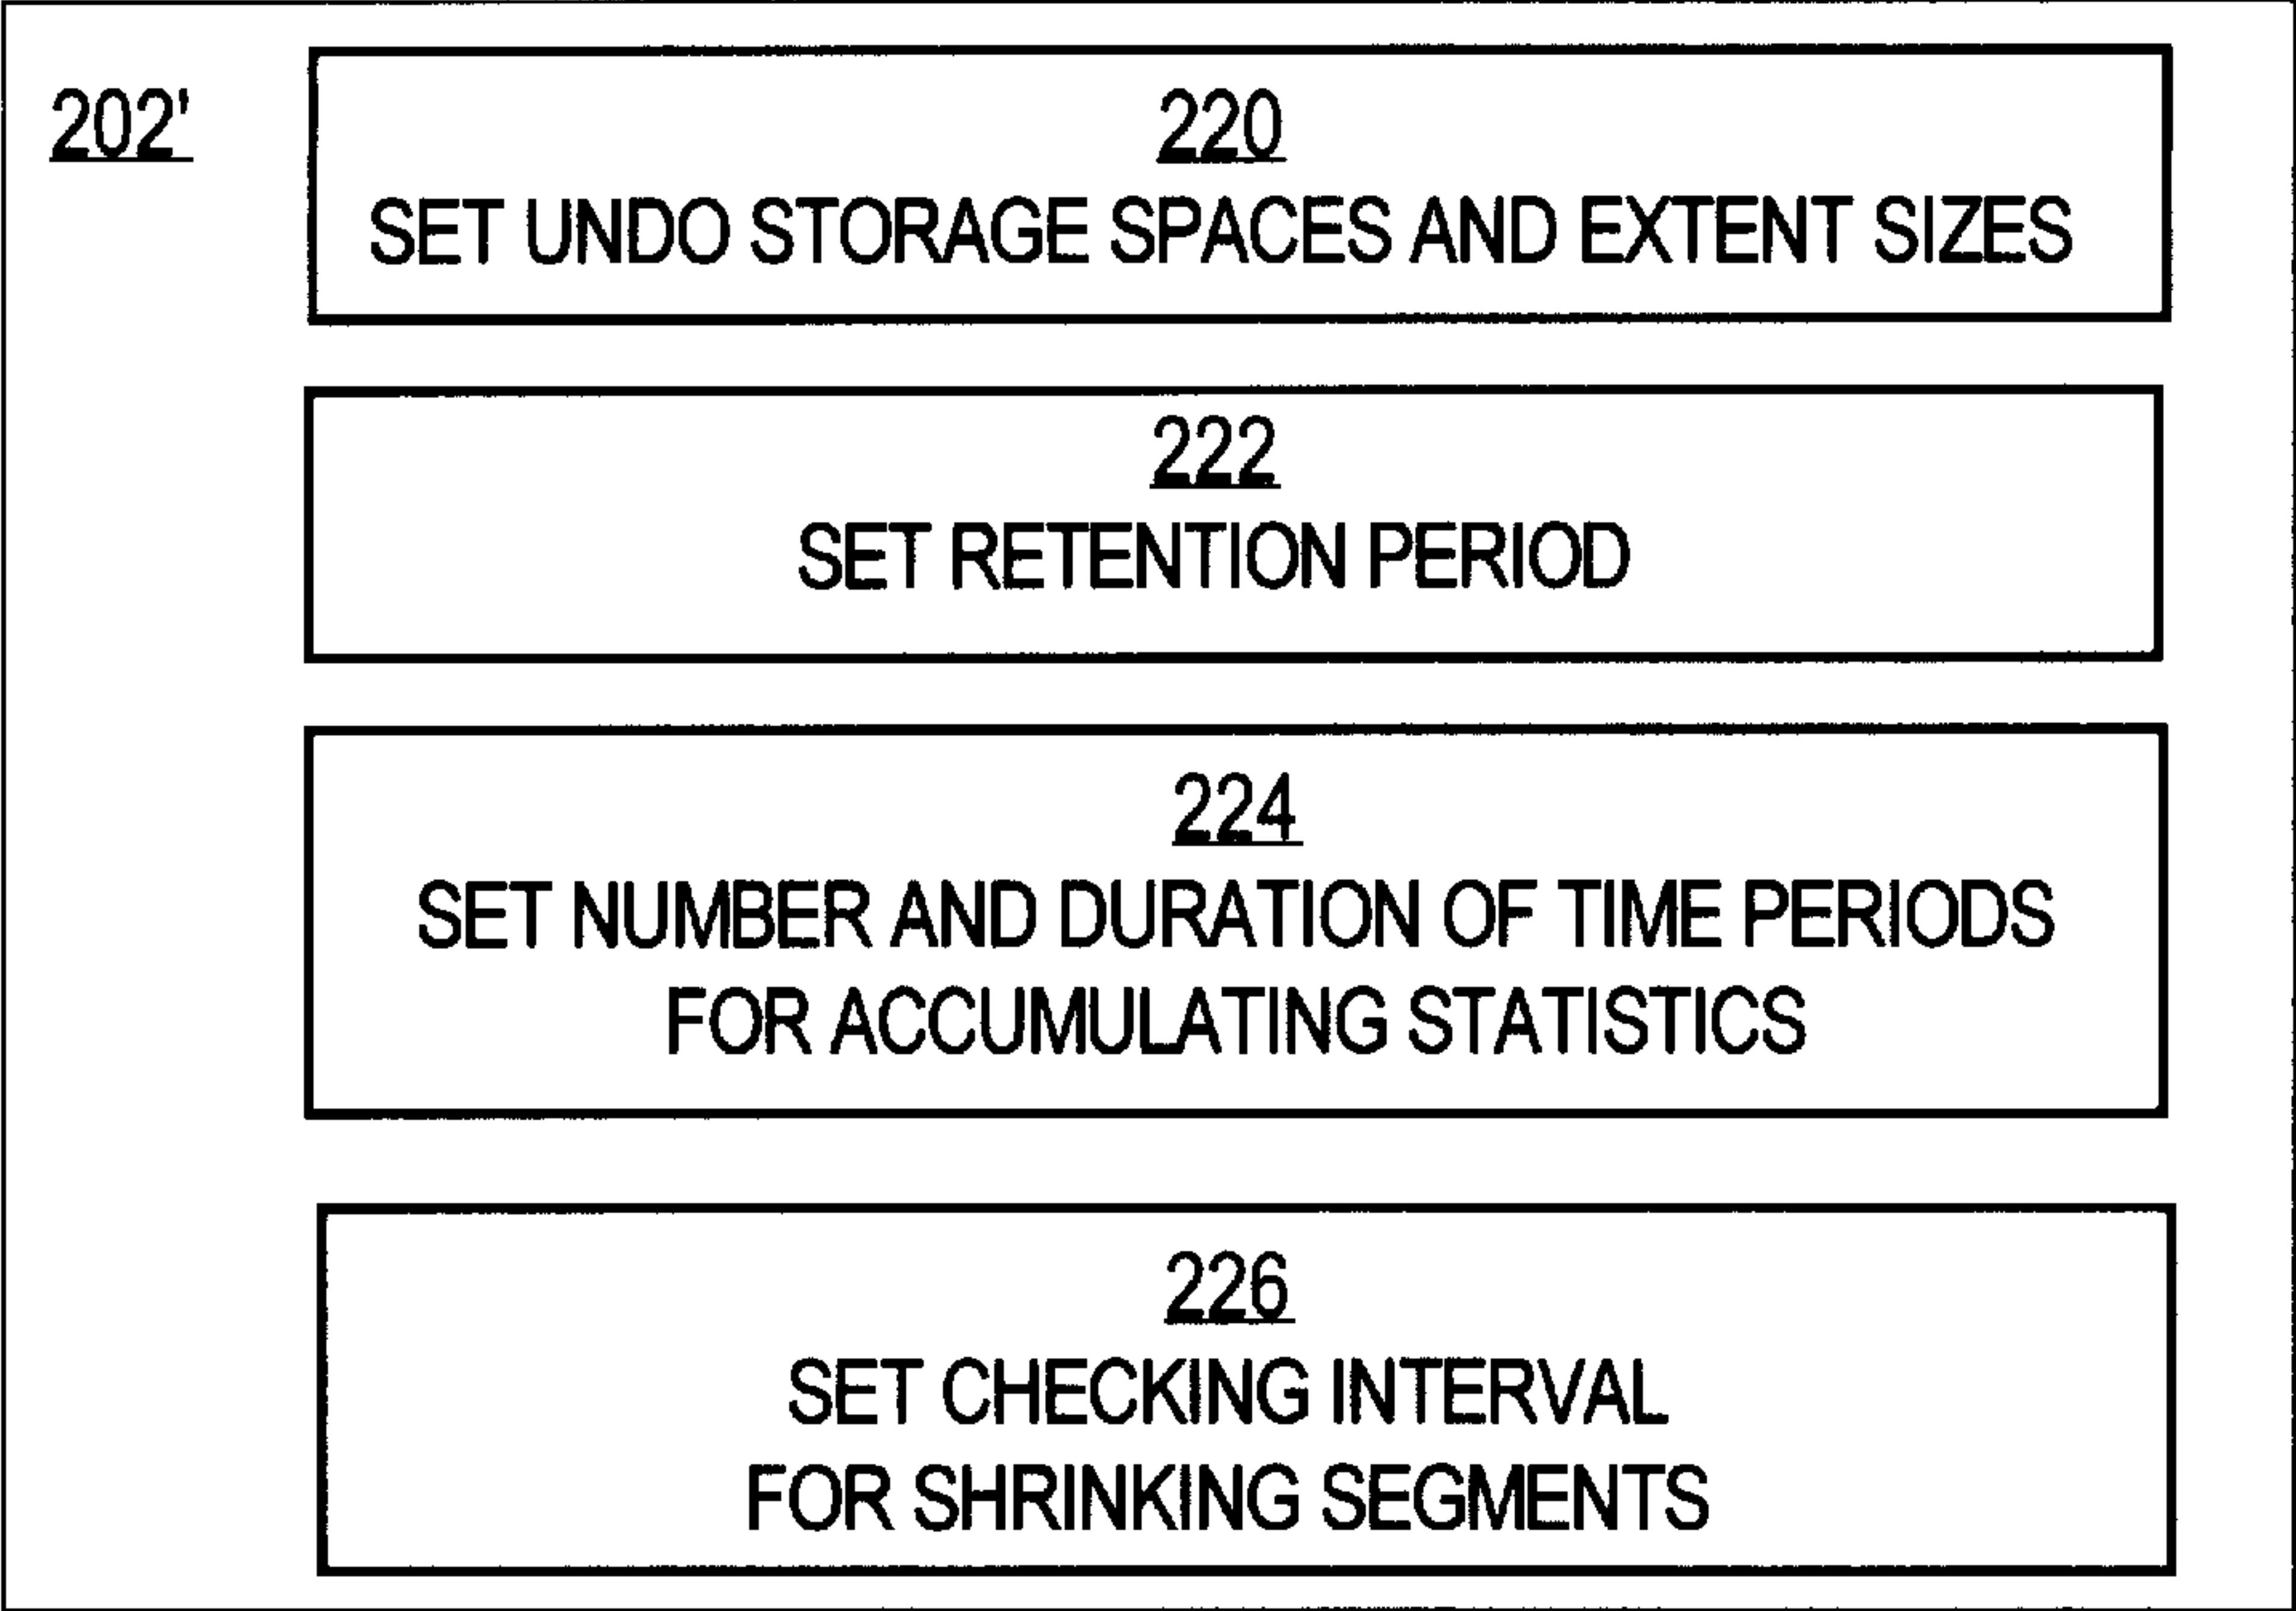 202'
220
SET UNDO STORAGE SPACES AND EXTENT SIZES
222
SET RETENTION PERIOD
224
SET NUMBER AND DURATION OF TIME PERIODS
FOR ACCUMULATING STATISTICS
226
SET CHECKING INTERVAL
FOR SHRINKING SEGMENTS